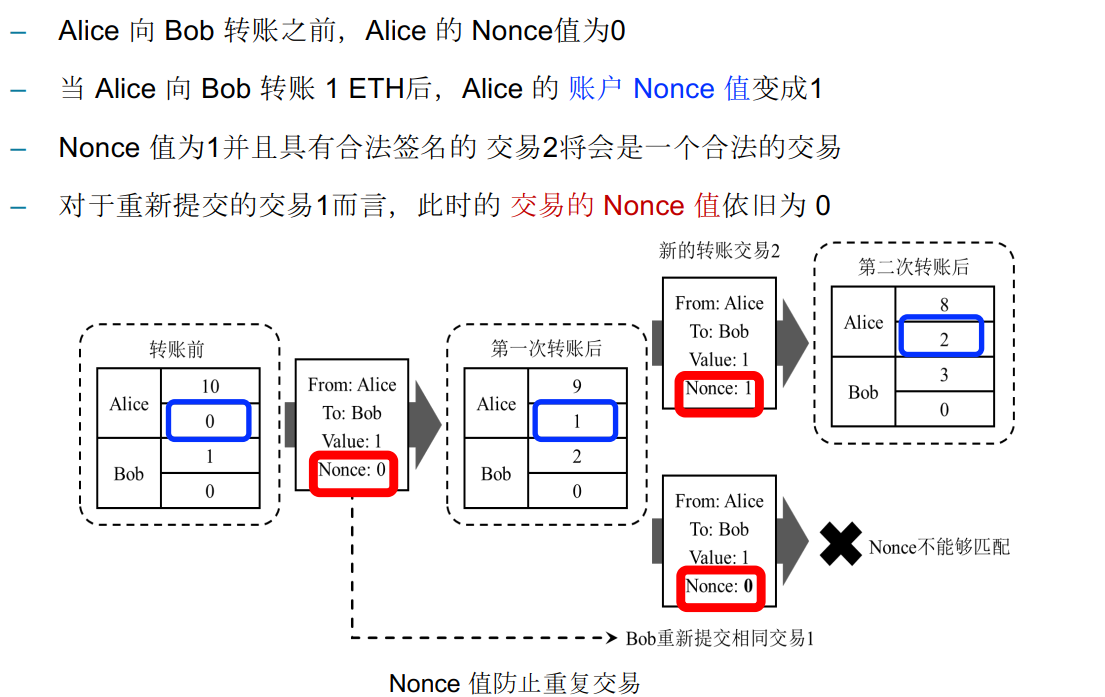 – Alice 向 Bob 转账之前，Alice 的 Nonce值为0
– 当 Alice 向 Bob 转账 1 ETH后，Alice 的 账户 Nonce 值变成1
– Nonce 值为1并且具有合法签名的 交易2将会是一个合法的交易
– 对于重新提交的交易1而言，此时的 交易的 Nonce 值依旧为 0
转账前
Alice
10
0
Bob
1
0
From: Alice
To: Bob
Value: 1
Nonce: 0
第一次转账后
Alice
9
1
Bob
2
0
新的转账交易2
From: Alice
To: Bob
Value: 1
Nonce: 1
第二次转账后
Alice
8
2
Bob
3
0
From: Alice
To: Bob
Value: 1
Nonce: 0
Nonce不能够匹配
Bob重新提交相同交易1
Nonce 值防止重复交易